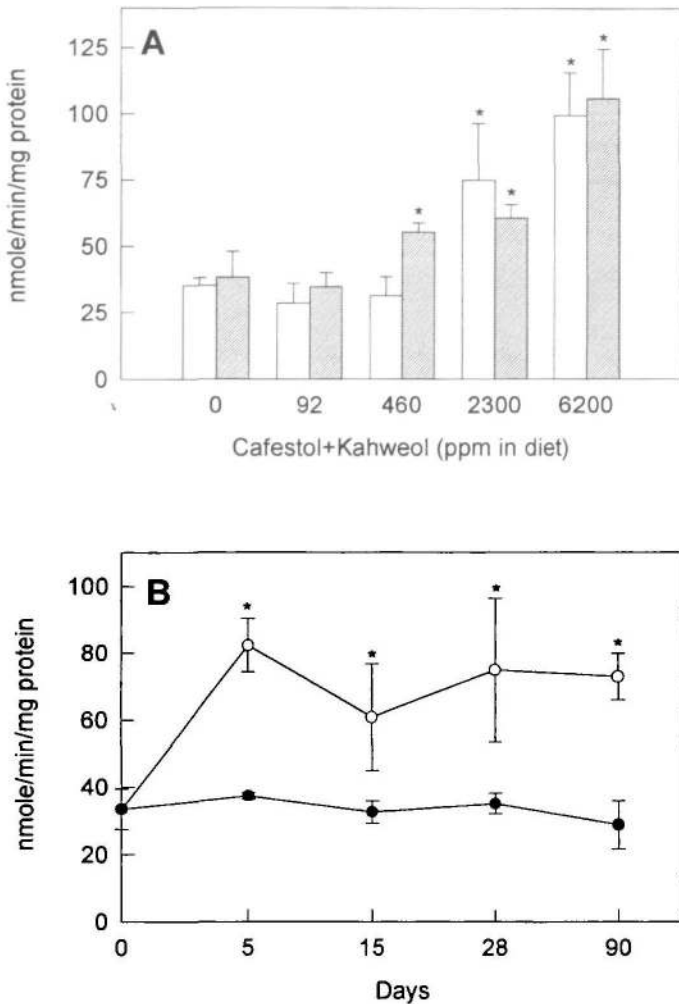 A
nmole/min/mg protein
125
100
75
50
25
0
* * * * *
0 92 460 2300 6200
Cafestol+Kahweol (ppm in diet)
B
nmole/min/mg protein
100
80
60
40
20
0
* * * *
0 5 15 28 90
Days